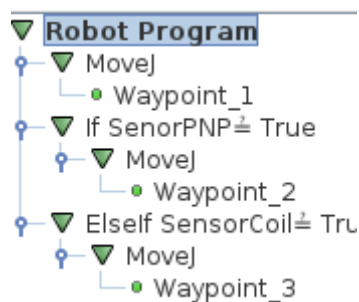 Robot Program
MoveJ
Waypoint_1
If SenorPNP≟ True
MoveJ
Waypoint_2
ElseIf SensorCoil≟ Tru
MoveJ
Waypoint_3